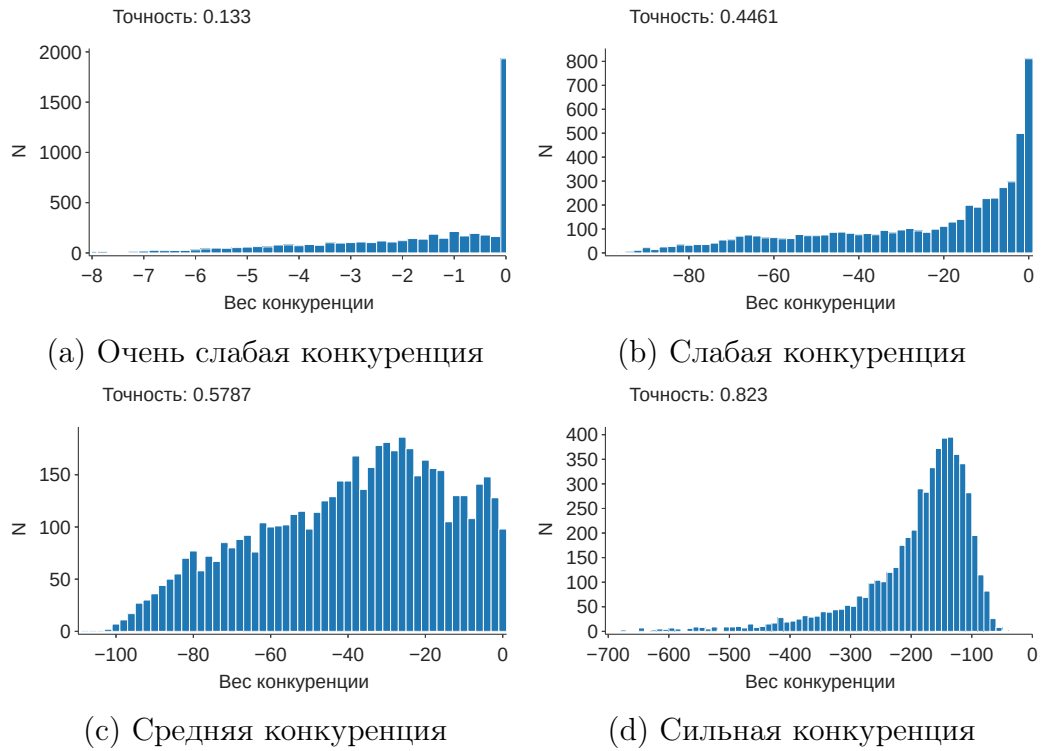 Точность: 0.133
2000
1500
1000
500
0
N
−8 −7 −6 −5 −4 −3 −2 −1 0
Вес конкуренции
(a) Очень слабая конкуренция
Точность: 0.4461
800
700
600
500
400
300
200
100
0
N
−80 −60 −40 −20 0
Вес конкуренции
(b) Слабая конкуренция
Точность: 0.5787
150
100
50
0
N
−100 −80 −60 −40 −20 0
Вес конкуренции
(c) Средняя конкуренция
Точность: 0.823
400
350
300
250
200
150
100
50
0
N
−700 −600 −500 −400 −300 −200 −100 0
Вес конкуренции
(d) Сильная конкуренция